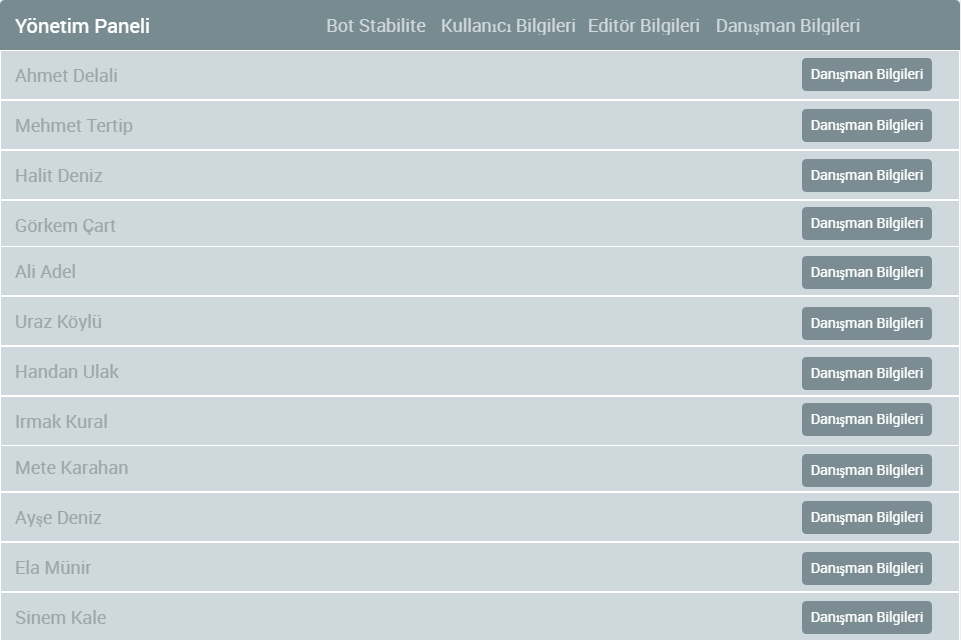 Yönetim Paneli Bot Stabilite Kullanıcı Bilgileri Editör Bilgileri Danışman Bilgileri
Ahmet Delali Danışman Bilgileri
Mehmet Tertip Danışman Bilgileri
Halit Deniz Danışman Bilgileri
Görkem Çart Danışman Bilgileri
Ali Adel Danışman Bilgileri
Uraz Köylü Danışman Bilgileri
Handan Ulak Danışman Bilgileri
Irmak Kural Danışman Bilgileri
Mete Karahan Danışman Bilgileri
Ayşe Deniz Danışman Bilgileri
Ela Münir Danışman Bilgileri
Sinem Kale Danışman Bilgileri